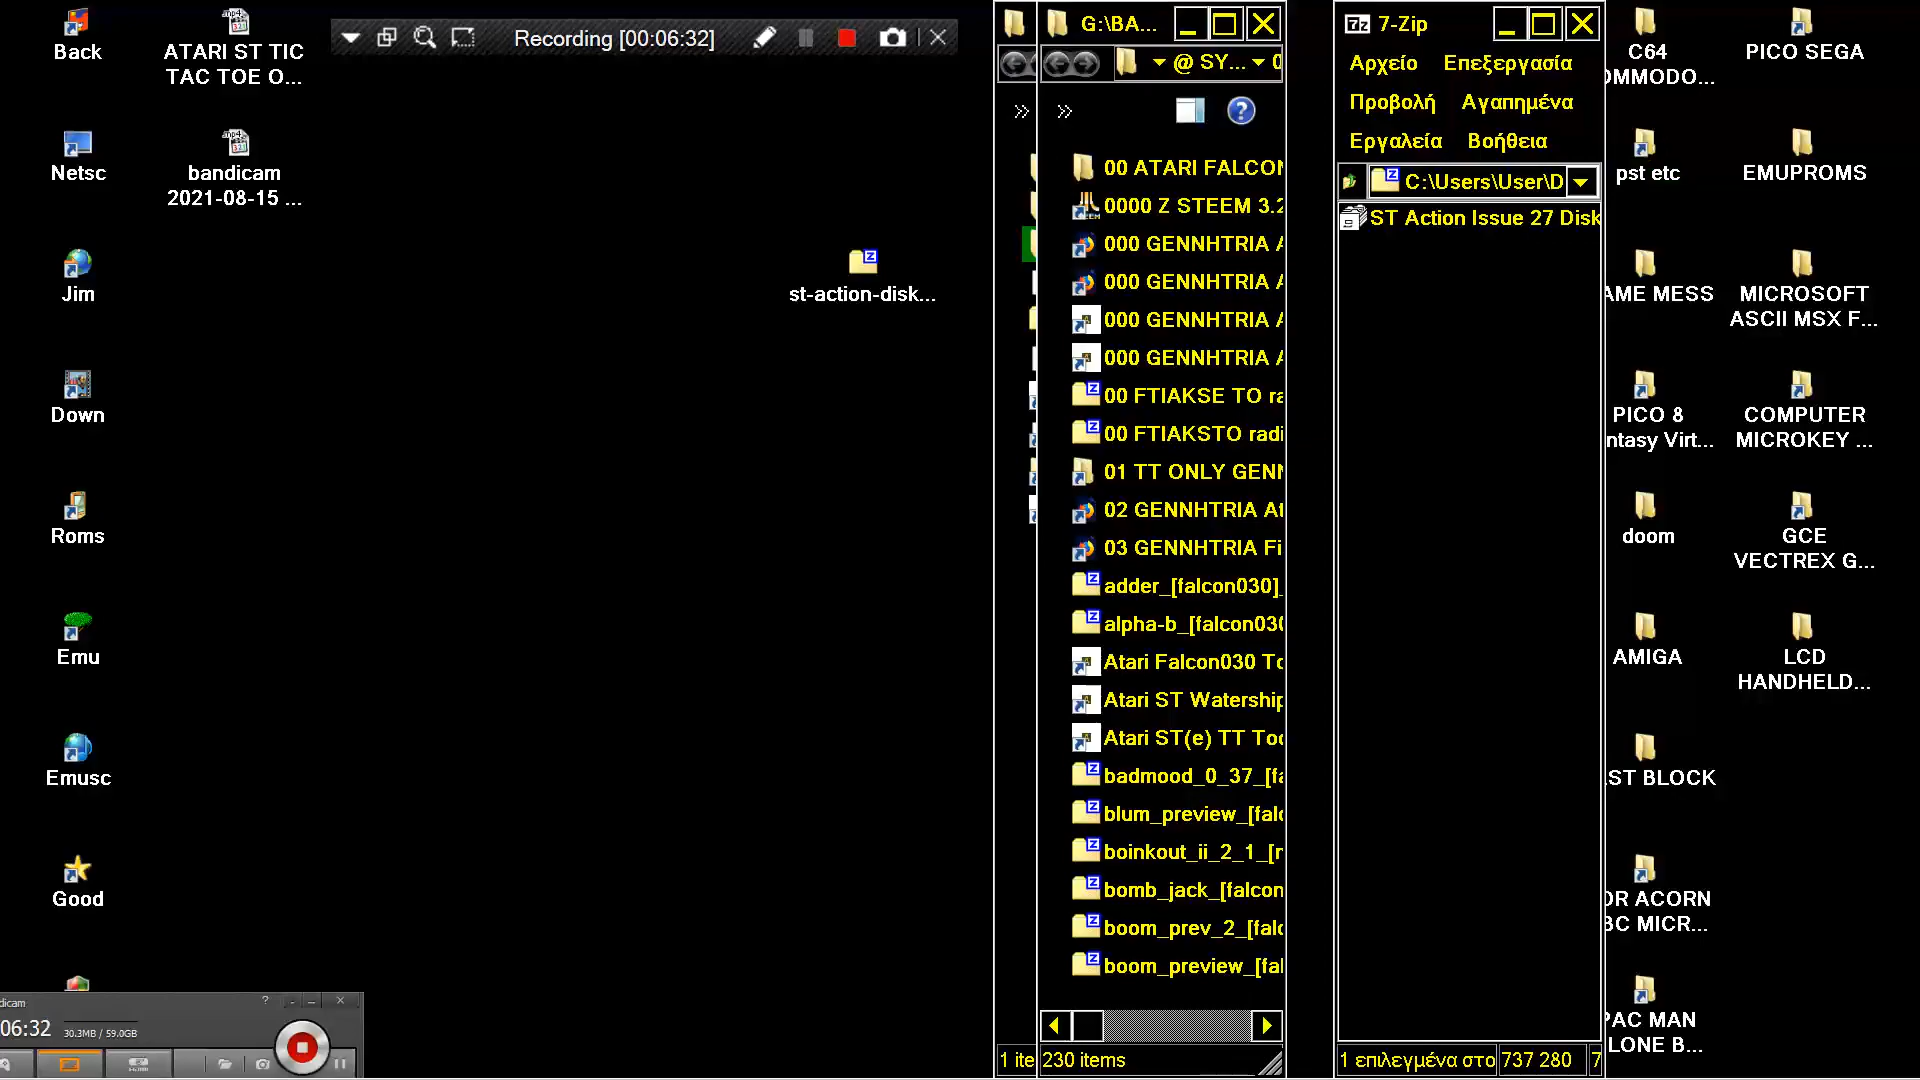 Back
ATARI ST TIC
TAC TOE O...
Netsc
bandicam
2021-08-15 ...
Jim
st-action-disk...
Down
Roms
Emu
Emusc
Good
Recording [00:06:32]
dicam
06:32
30.3MB / 59.0GB
G:\BA...
@ SY...
00 ATARI FALCON
0000 Z STEEM 3.2
000 GENNHTRIA A
000 GENNHTRIA A
000 GENNHTRIA A
000 GENNHTRIA A
00 FTIAKSE TO ra
00 FTIAKSTO radi
01 TT ONLY GENN
02 GENNHTRIA At
03 GENNHTRIA Fi
adder_[falcon030]_
alpha-b_[falcon030
Atari Falcon030 To
Atari ST Watership
Atari ST(e) TT Too
badmood_0_37_[fa
blum_preview_[falc
boinkout_ii_2_1_[
bomb_jack_[falcon
boom_prev_2_[falc
boom_preview_[fal
1 ite
230 items
7z 7-Zip
Αρχείο Επεξεργασία
Προβολή Αγαπημένα
Εργαλεία Βοήθεια
C:\Users\User\D
ST Action Issue 27 Disk
1 επιλεγμένα στο
737 280
7
C64
OMMODO...
PICO SEGA
pst etc
EMUPROMS
AME MESS
MICROSOFT
ASCII MSX F...
PICO 8
ntasy Virt...
COMPUTER
MICROKEY ...
doom
GCE
VECTREX G...
AMIGA
LCD
HANDHELD...
ST BLOCK
OR ACORN
BC MICR...
PAC MAN
LONE B...